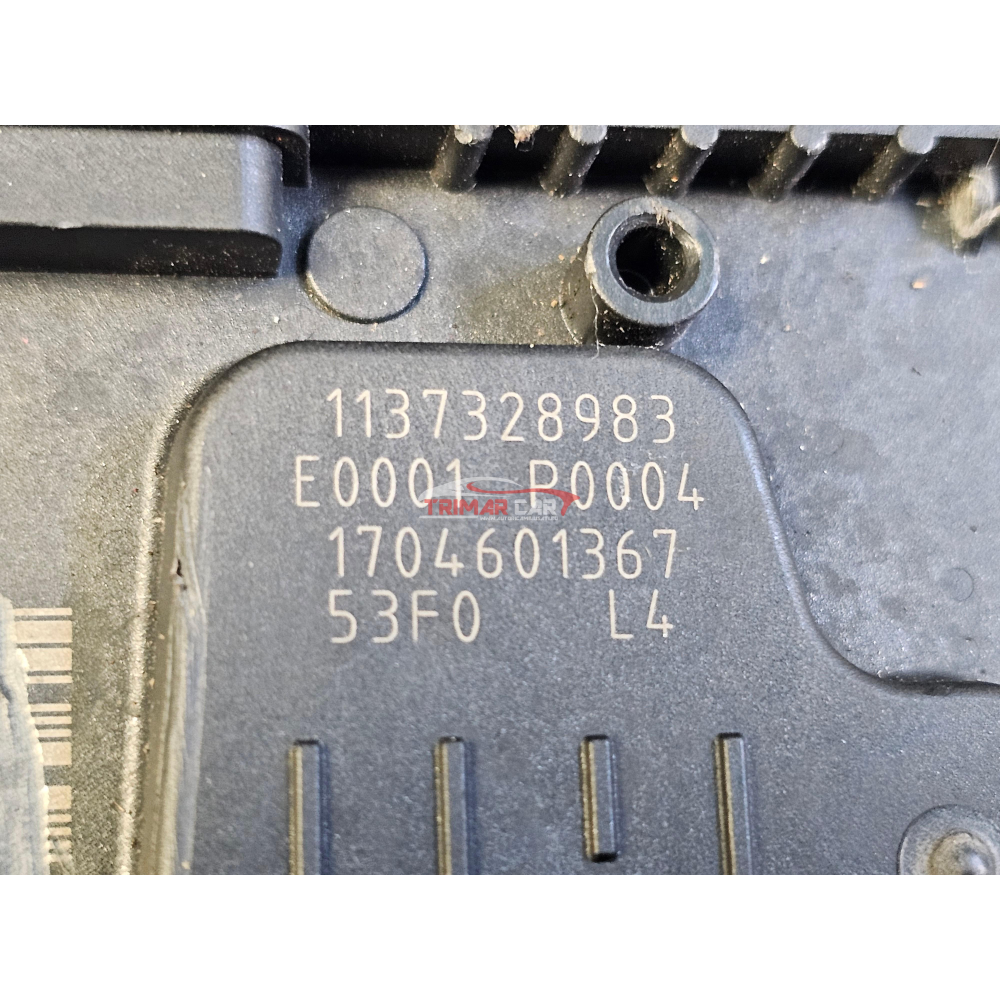 1137328983
E0001 P0004
TRIMAR CAR
1704601367
53F0 L4